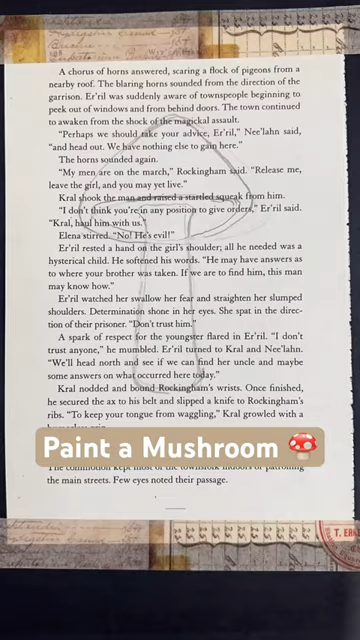 A chorus of horns answered, scaring a flock of pigeons from a
nearby roof. The blaring horns sounded from the direction of the
garrison. Er'ril was suddenly aware of townspeople beginning to
peek out of windows and from behind doors. The town continued
to awaken from the shock of the magickal assault.
"Perhaps we should take your advice, Er'ril," Nee'lahn said,
"and head out. We have nothing else to gain here."
The horns sounded again.
"My men are on the march," Rockingham said. "Release me,
leave the girl, and you may yet live."
Kral shook the man and raised a startled squeak from him.
"I don't think you're in any position to give orders," Er'ril said.
"Kral, haul him with us."
Elena stirred. "No! He's evil!"
Er'ril rested a hand on the girl's shoulder; all he needed was a
hysterical child. He softened his words. "He may have answers as
to where your brother was taken. If we are to find him, this man
may know how."
Er'ril watched her swallow her fear and straighten her slumped
shoulders. Determination shone in her eyes. She spat in the direc-
tion of their prisoner. "Don't trust him."
A spark of respect for the youngster flared in Er'ril. "I don't
trust anyone," he mumbled. Er'ril turned to Kral and Nee'lahn.
"We'll head north and see if we can find her uncle and maybe
some answers on what occurred here today."
Kral nodded and bound Rockingham's wrists. Once finished,
he secured the ax to his belt and slipped a knife to Rockingham's
ribs. "To keep your tongue from waggling," Kral growled with a
Paint a Mushroom 🍄
the main streets. Few eyes noted their passage.
T. ERK